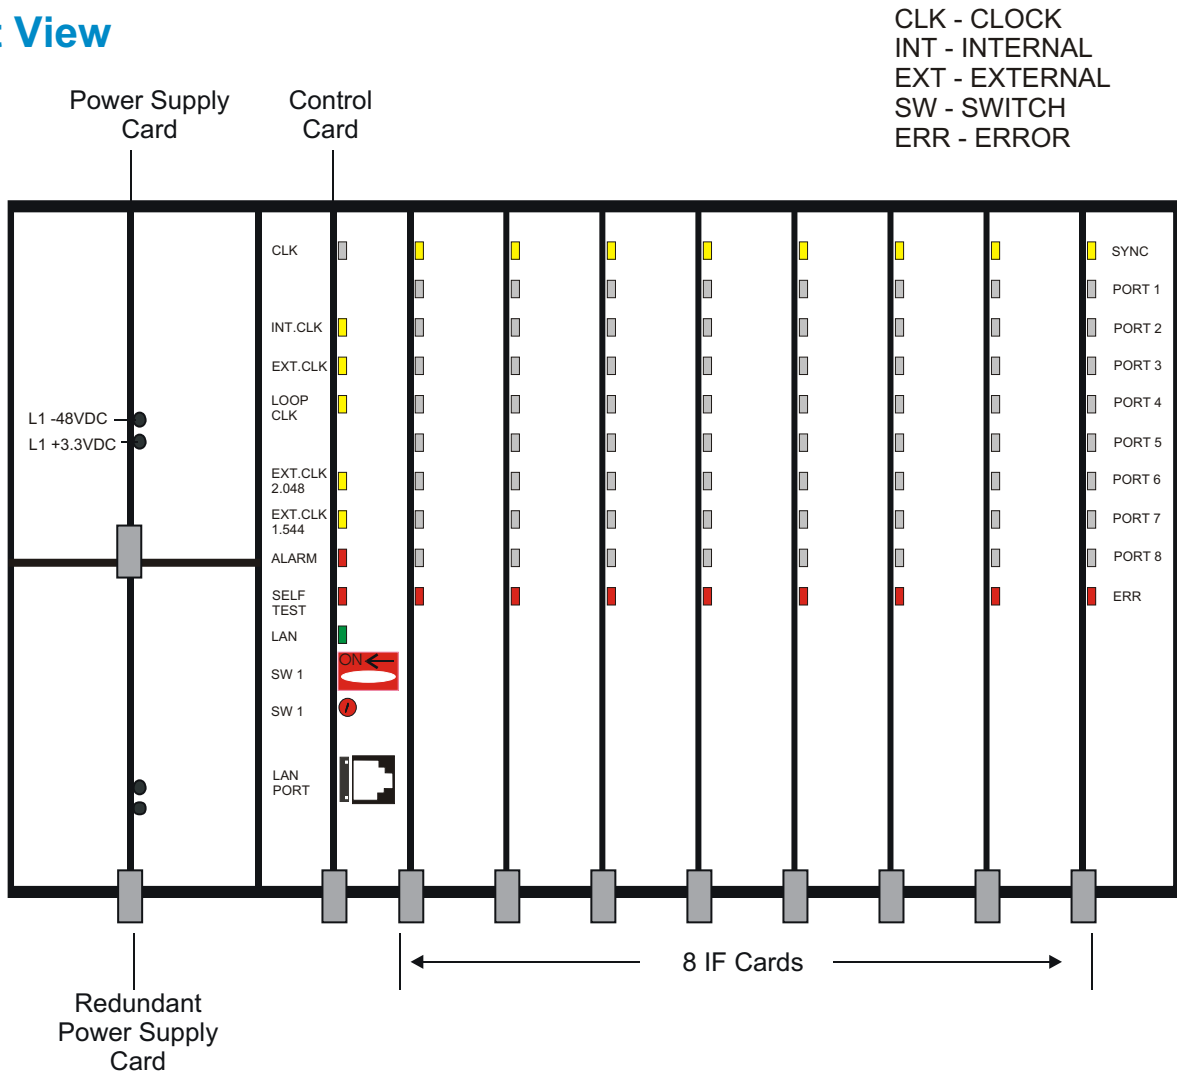 View
CLK - CLOCK
INT - INTERNAL
EXT - EXTERNAL
SW - SWITCH
ERR - ERROR
Power Supply
Card
Control
Card
L1 -48VDC
L1 +3.3VDC
CLK
INT.CLK
EXT.CLK
LOOP
CLK
EXT.CLK
2.048
EXT.CLK
1.544
ALARM
SELF
TEST
LAN
SW 1
ON
SW 1
LAN
PORT
SYNC
PORT 1
PORT 2
PORT 3
PORT 4
PORT 5
PORT 6
PORT 7
PORT 8
ERR
8 IF Cards
Redundant
Power Supply
Card